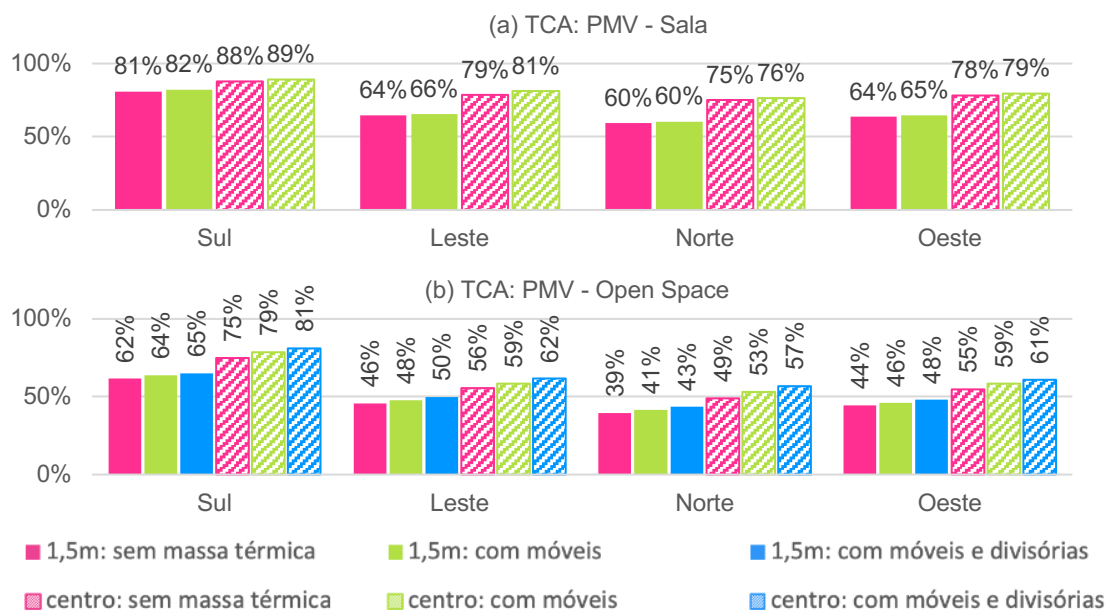 (a) TCA: PMV - Sala
100%
50%
0%
81% 82% 88% 89%
64% 66% 79% 81%
60% 60% 75% 76%
64% 65% 78% 79%
Sul Leste Norte Oeste
(b) TCA: PMV - Open Space
100%
50%
0%
62% 64% 65% 75% 79% 81%
46% 48% 50% 56% 59% 62%
39% 41% 43% 49% 53% 57%
44% 46% 48% 55% 59% 61%
Sul Leste Norte Oeste
1,5m: sem massa térmica 1,5m: com móveis 1,5m: com móveis e divisórias
centro: sem massa térmica centro: com móveis centro: com móveis e divisórias